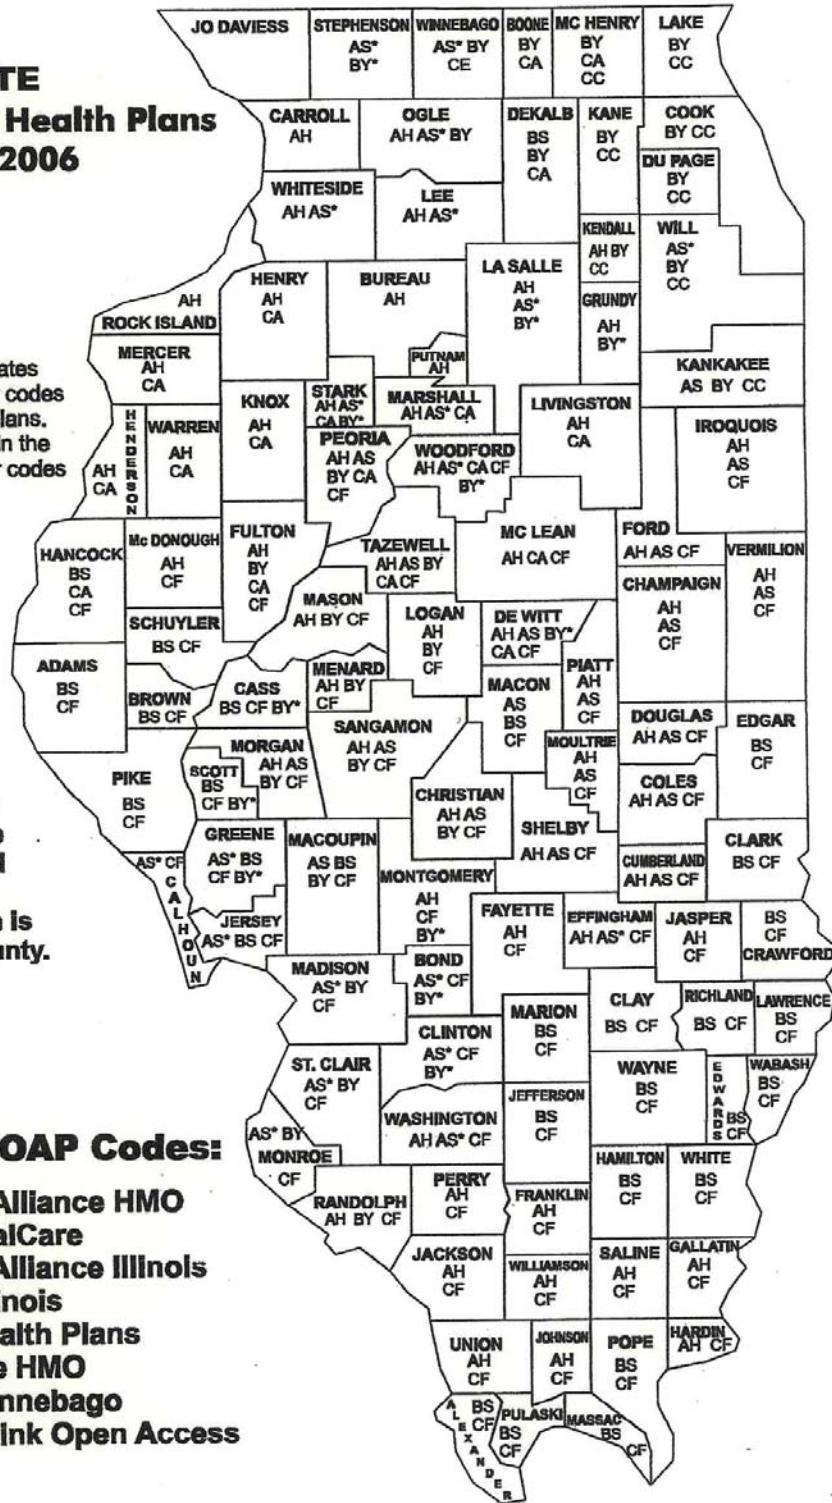 TE
Health Plans
2006
ates
codes
lans.
in the
codes
is
unty.
OAP Codes:
Alliance HMO
alCare
Alliance Illinois
inois
alth Plans
e HMO
nnebago
ink Open Access
JO DAVIESS
STEPHENSON
AS*
BY*
WINNEBAGO
AS* BY
CE
BOONE
BY
CA
MC HENRY
BY
CA
CC
LAKE
BY
CC
CARROLL
AH
OGLE
AH AS* BY
DEKALB
BS
BY
CA
KANE
BY
CC
COOK
BY CC
DU PAGE
BY
CC
WHITESIDE
AH AS*
LEE
AH AS*
KENDALL
AH BY
CC
WILL
AS*
BY
CC
AH
ROCK ISLAND
HENRY
AH
CA
BUREAU
AH
LA SALLE
AH
AS*
BY*
GRUNDY
AH
BY*
MERCER
AH
CA
PUTNAM
AH
KANKAKEE
AS BY CC
HENDERSON
AH
CA
WARREN
AH
CA
KNOX
AH
CA
STARK
AH AS*
CA BY*
MARSHALL
AH AS* CA
LIVINGSTON
AH
CA
IROQUOIS
AH
AS
CF
PEORIA
AH AS
BY CA
CF
WOODFORD
AH AS* CA CF
BY*
HANCOCK
BS
CA
CF
Mc DONOUGH
AH
CF
FULTON
AH
BY
CA
CF
TAZEWELL
AH AS BY
CA CF
MC LEAN
AH CA CF
FORD
AH AS CF
VERMILION
AH
AS
CF
SCHUYLER
BS CF
MASON
AH BY CF
LOGAN
AH
BY
CF
DE WITT
AH AS BY*
CA CF
CHAMPAIGN
AH
AS
CF
ADAMS
BS
CF
BROWN
BS CF
CASS
BS CF BY*
MENARD
AH BY
CF
MACON
AS
BS
CF
PIATT
AH
AS
CF
PIKE
BS
CF
SCOTT
BS
CF BY*
MORGAN
AH AS
BY CF
SANGAMON
AH AS
BY CF
CHRISTIAN
AH AS
BY CF
MOULTRIE
AH
AS
CF
DOUGLAS
AH AS CF
EDGAR
BS
CF
COLES
AH AS CF
SHELBY
AH AS CF
AS* CF
CALHOUN
GREENE
AS* BS
CF BY*
MACOUPIN
AS BS
BY CF
MONTGOMERY
AH
CF
BY*
CUMBERLAND
AH AS CF
CLARK
BS CF
JERSEY
AS* BS CF
FAYETTE
AH
CF
EFFINGHAM
AH AS* CF
JASPER
AH
CF
BS
CF
CRAWFORD
MADISON
AS* BY
CF
BOND
AS* CF
BY*
CLINTON
AS* CF
BY*
MARION
BS
CF
CLAY
BS CF
RICHLAND
BS CF
LAWRENCE
BS
CF
ST. CLAIR
AS* BY
CF
WASHINGTON
AH AS* CF
JEFFERSON
BS
CF
WAYNE
BS
CF
EDWARDS
BS
CF
WABASH
BS
CF
AS* BY
MONROE
CF
RANDOLPH
AH BY CF
PERRY
AH
CF
FRANKLIN
AH
CF
HAMILTON
BS
CF
WHITE
BS
CF
JACKSON
AH
CF
WILLIAMSON
AH
CF
SALINE
AH
CF
GALLATIN
AH
CF
UNION
AH
CF
JOHNSON
AH
CF
POPE
BS
CF
HARDIN
AH CF
ALEXANDER
BS
CF
PULASKI
BS
CF
MASSAC
BS
CF